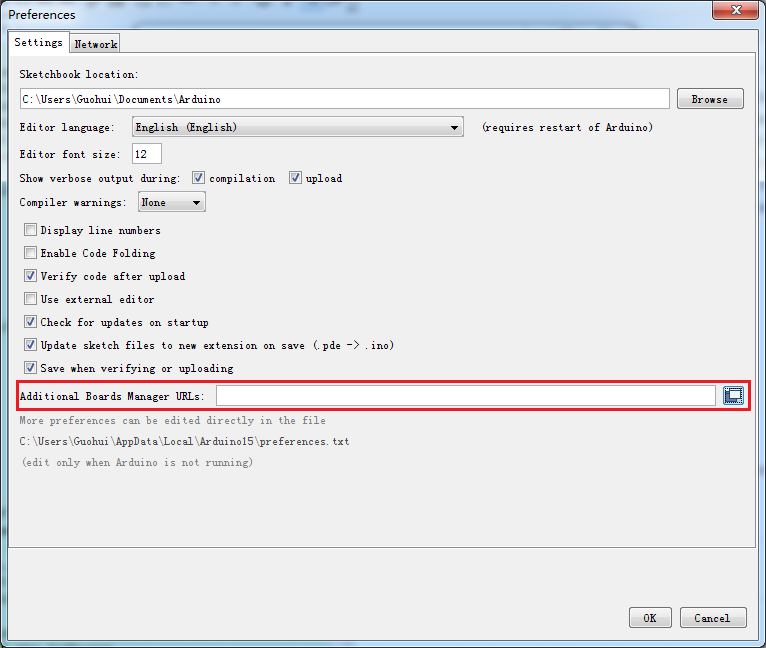 Preferences
Settings Network
Sketchbook location:
C:\Users\Guohui\Documents\Arduino Browse
Editor language: English (English) (requires restart of Arduino)
Editor font size: 12
Show verbose output during: compilation upload
Compiler warnings: None
Display line numbers
Enable Code Folding
Verify code after upload
Use external editor
Check for updates on startup
Update sketch files to new extension on save (.pde -> .ino)
Save when verifying or uploading
Additional Boards Manager URLs:
More preferences can be edited directly in the file
C:\Users\Guohui\AppData\Local\Arduino15\preferences.txt
(edit only when Arduino is not running)
OK Cancel